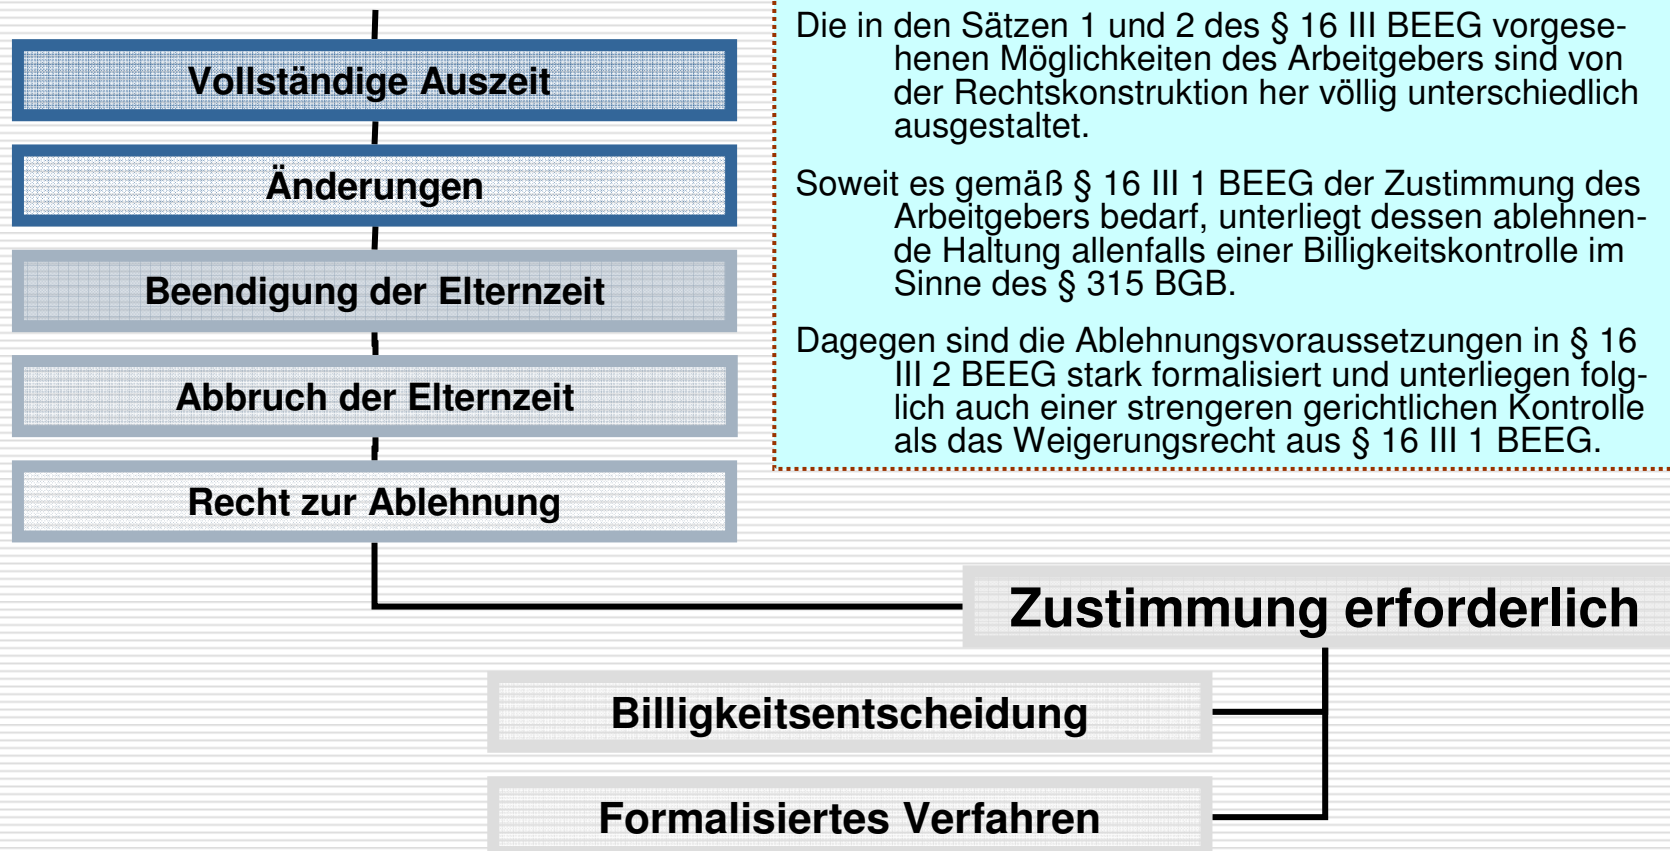 Vollständige Auszeit
Änderungen
Beendigung der Elternzeit
Abbruch der Elternzeit
Recht zur Ablehnung
Die in den Sätzen 1 und 2 des § 16 III BEEG vorgese-
henen Möglichkeiten des Arbeitgebers sind von
der Rechtskonstruktion her völlig unterschiedlich
ausgestaltet.
Soweit es gemäß § 16 III 1 BEEG der Zustimmung des
Arbeitgebers bedarf, unterliegt dessen ablehnen-
de Haltung allenfalls einer Billigkeitskontrolle im
Sinne des § 315 BGB.
Dagegen sind die Ablehnungsvoraussetzungen in § 16
III 2 BEEG stark formalisiert und unterliegen folg-
lich auch einer strengeren gerichtlichen Kontrolle
als das Weigerungsrecht aus § 16 III 1 BEEG.
Zustimmung erforderlich
Billigkeitsentscheidung
Formalisiertes Verfahren